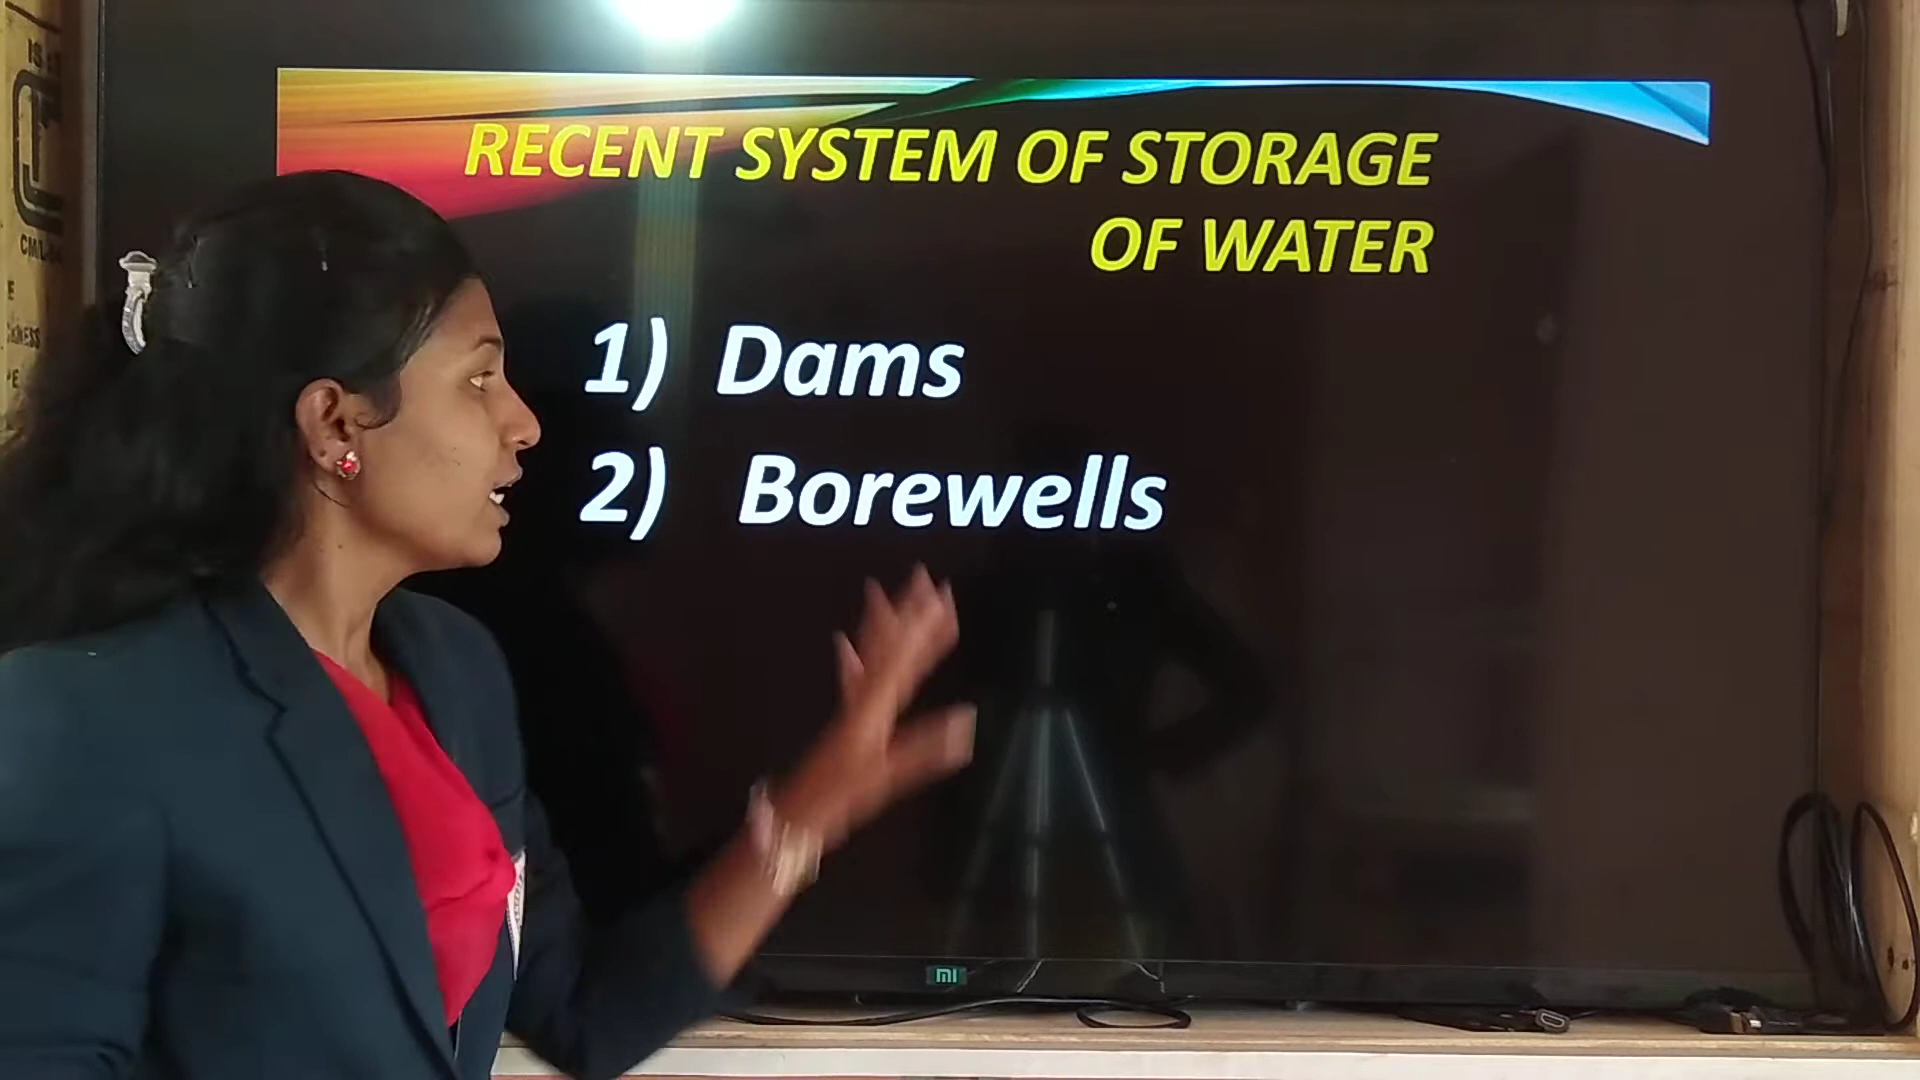 RECENT SYSTEM OF STORAGE
OF WATER
1) Dams
2) Borewells
mi